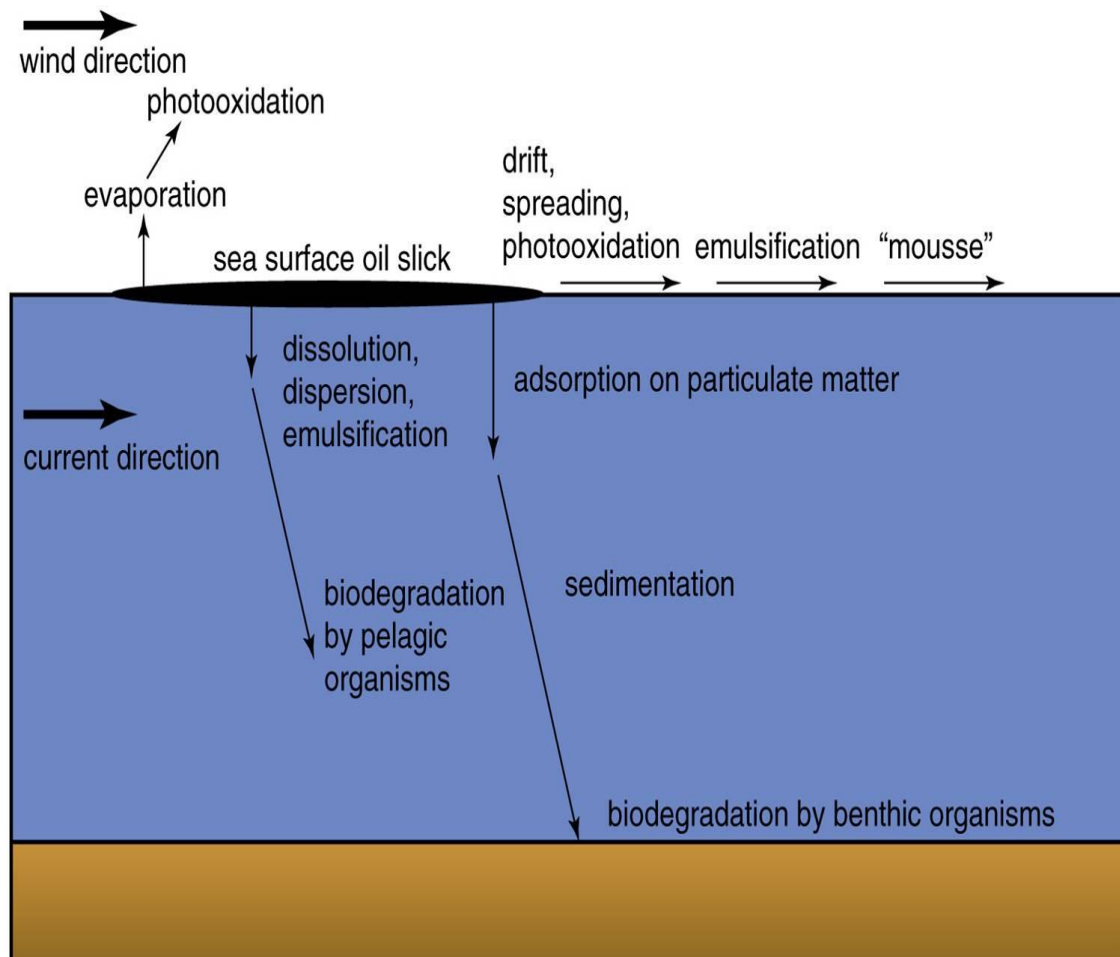 wind direction
photooxidation
evaporation
sea surface oil slick
drift,
spreading,
photooxidation
emulsification
“mousse”
dissolution,
dispersion,
emulsification
adsorption on particulate matter
current direction
biodegradation
by pelagic
organisms
sedimentation
biodegradation by benthic organisms